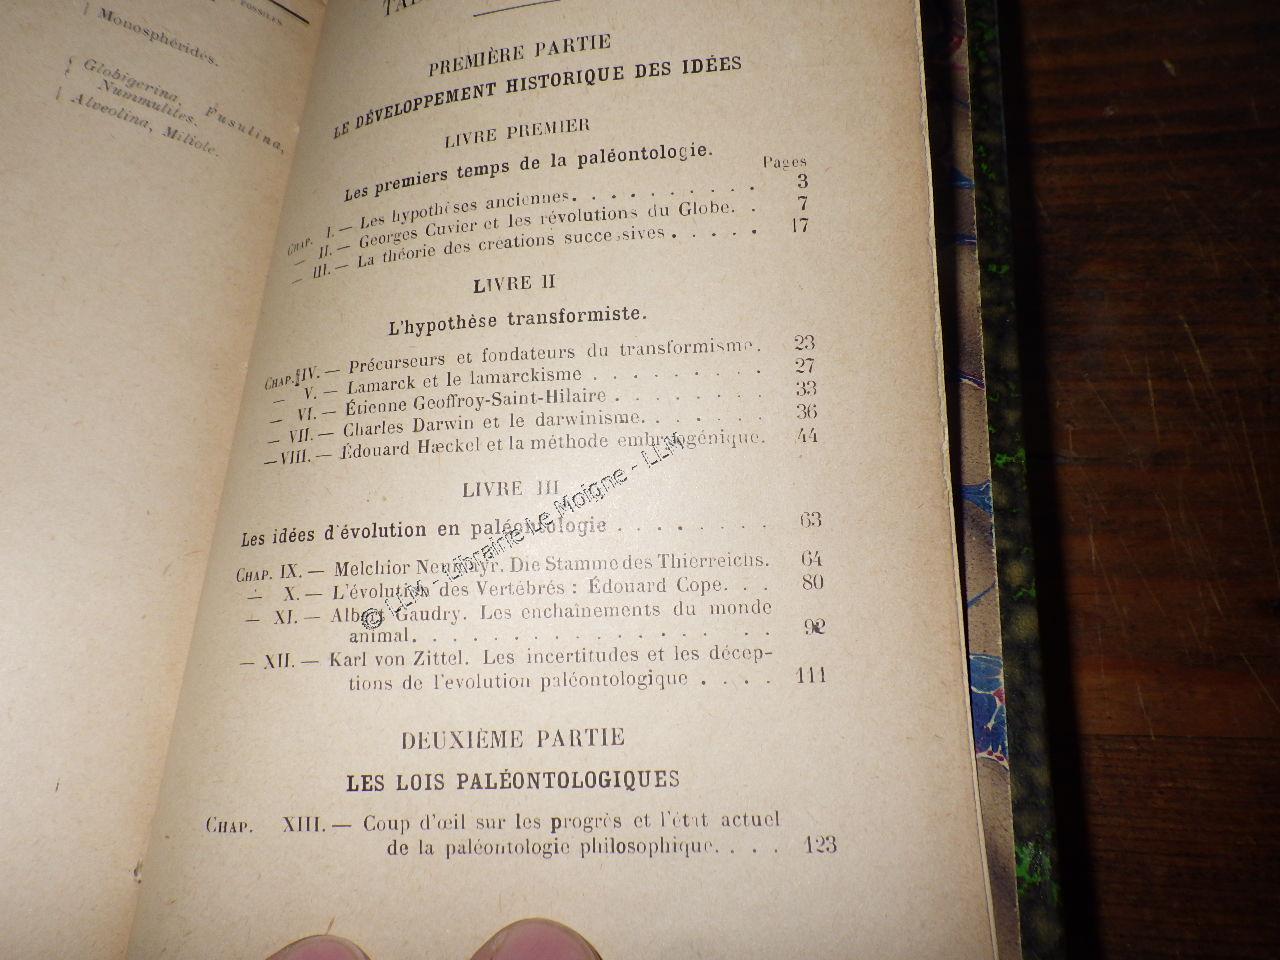 FOSSILES
Monosphérides.
Globigerina, Fusulina,
Nummulites.
Alveolina, Miliole.
PREMIÈRE PARTIE
LE DÉVELOPPEMENT HISTORIQUE DES IDÉES
LIVRE PREMIER
Les premiers temps de la paléontologie.
Pages
CHAP. I. — Les hypothèses anciennes. . . . . . . . . . . 3
— II. — Georges Cuvier et les révolutions du Globe. . 7
— III. — La théorie des créations successives . . . . . 17
LIVRE II
L'hypothèse transformiste.
CHAP. IV. — Précurseurs et fondateurs du transformisme. 23
— V. — Lamarck et le lamarckisme . . . . . . . . . 27
— VI. — Étienne Geoffroy-Saint-Hilaire . . . . . . . . 33
— VII. — Charles Darwin et le darwinisme. . . . . . . 36
— VIII. — Édouard Hæckel et la méthode embryogénique. 44
LIVRE III
Les idées d'évolution en paléontologie . . . . . . . . 63
CHAP. IX. — Melchior Neumayr. Die Stamme des Thierreichs. 64
— X. — L'évolution des Vertébrés : Édouard Cope. . . 80
— XI. — Albert Gaudry. Les enchaînements du monde
animal. . . . . . . . . . . . . . . . . . 92
— XII. — Karl von Zittel. Les incertitudes et les décep-
tions de l'évolution paléontologique . . . . 111
DEUXIÈME PARTIE
LES LOIS PALÉONTOLOGIQUES
CHAP. XIII. — Coup d'œil sur les progrès et l'état actuel
de la paléontologie philosophique. . . . 123
© LLM - Librairie Le Moigne - LLM